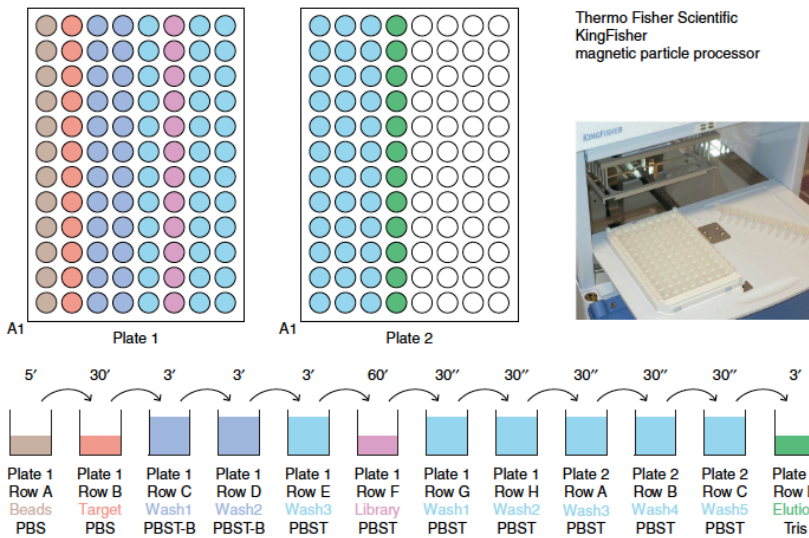 Thermo Fisher Scientific
KingFisher
magnetic particle processor
KINGFISHER
A1
Plate 1
A1
Plate 2
5′ 30′ 3′ 3′ 3′ 60′ 30′′ 30′′ 30′′ 30′′ 30′′ 3′
Plate 1 Plate 1 Plate 1 Plate 1 Plate 1 Plate 1 Plate 1 Plate 1 Plate 2 Plate 2 Plate 2 Plate
Row A Row B Row C Row D Row E Row F Row G Row H Row A Row B Row C Row
Beads Target Wash1 Wash2 Wash3 Library Wash1 Wash2 Wash3 Wash4 Wash5 Elutio
PBS PBS PBST-B PBST-B PBST PBST PBST PBST PBST PBST PBST Tris